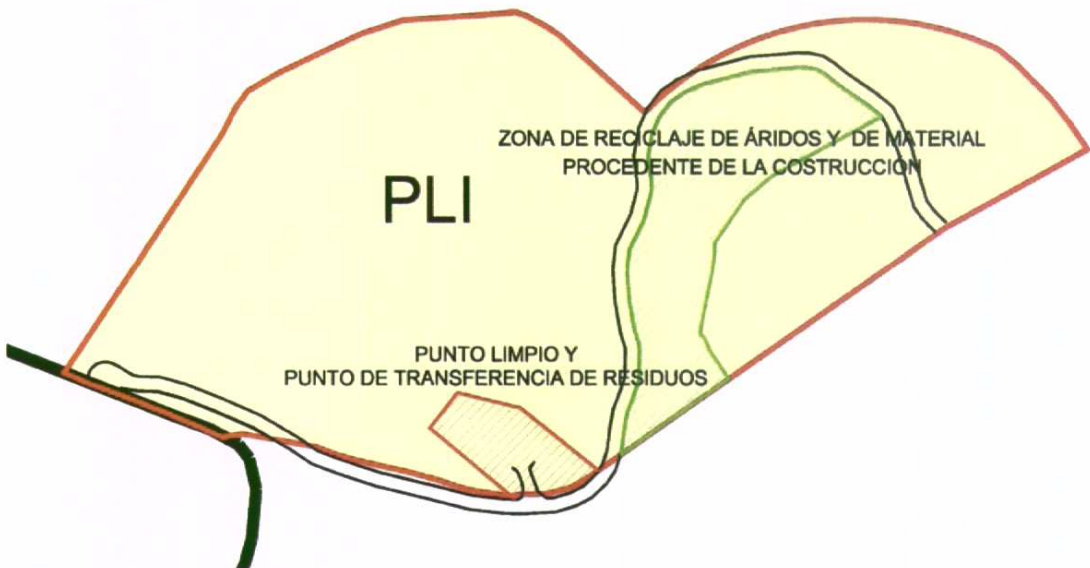 ZONA DE RECICLAJE DE ÁRIDOS Y DE MATERIAL
PROCEDENTE DE LA COSTRUCCIÓN
PLI
PUNTO LIMPIO Y
PUNTO DE TRANSFERENCIA DE RESIDUOS